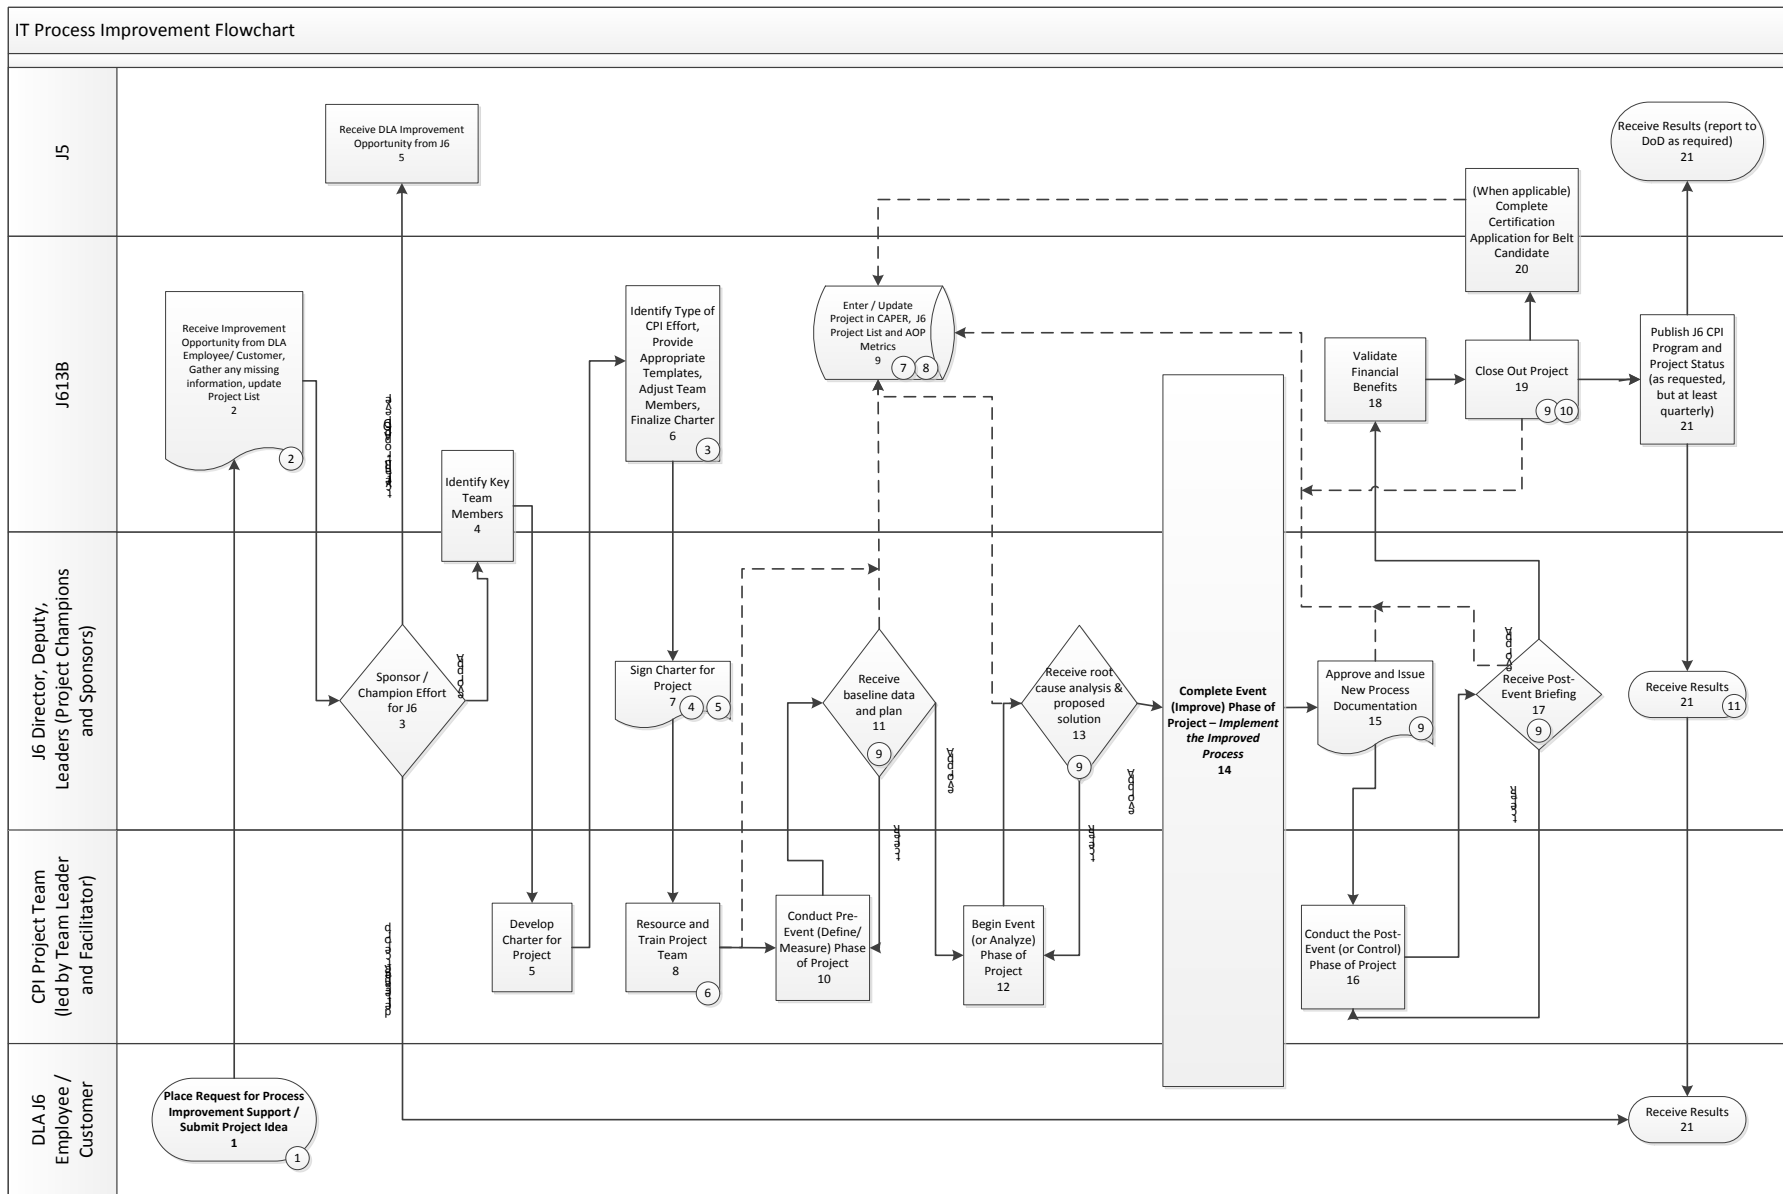 IT Process Improvement Flowchart
J5
Receive DLA Improvement
Opportunity from J6
5
Receive Results (report to
DoD as required)
21
(When applicable)
Complete
Certification
Application for Belt
Candidate
20
J613B
Receive Improvement
Opportunity from DLA
Employee/ Customer,
Gather any missing
information, update
Project List
2
2
Identify Key
Team
Members
4
Identify Type of
CPI Effort,
Provide
Appropriate
Templates,
Adjust Team
Members,
Finalize Charter
6
3
Enter / Update
Project in CAPER, J6
Project List and AOP
Metrics
9
7
8
Validate
Financial
Benefits
18
Close Out Project
19
9
10
Publish J6 CPI
Program and
Project Status
(as requested,
but at least
quarterly)
21
J6 Director, Deputy,
Leaders (Project Champions
and Sponsors)
Sponsor /
Champion Effort
for J6
3
Sign Charter for
Project
7
4
5
Receive
baseline data
and plan
11
9
Receive root
cause analysis &
proposed
solution
13
9
Complete Event
(Improve) Phase of
Project – Implement
the Improved
Process
14
Approve and Issue
New Process
Documentation
15
9
Receive Post-
Event Briefing
17
9
Receive Results
21
11
CPI Project Team
(led by Team Leader
and Facilitator)
Develop
Charter for
Project
5
Resource and
Train Project
Team
8
6
Conduct Pre-
Event (Define/
Measure) Phase
of Project
10
Begin Event
(or Analyze)
Phase of
Project
12
Conduct the Post-
Event (or Control)
Phase of Project
16
DLA J6
Employee /
Customer
Place Request for Process
Improvement Support /
Submit Project Idea
1
1
Receive Results
21